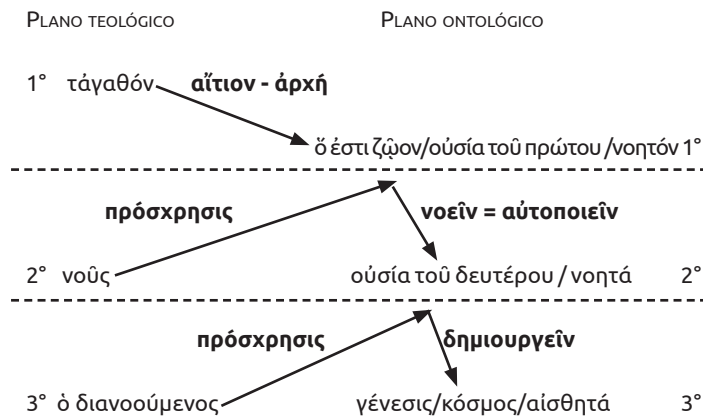 PLANO TEOLÓGICO PLANO ONTOLÓGICO
1° τἀγαθόν αἴτιον - ἀρχή
ὅ ἐστι ζῷον/οὐσία τοῦ πρώτου /νοητόν 1°
πρόσχρησις νοεῖν = αὐτοποιεῖν
2° νοῦς οὐσία τοῦ δευτέρου / νοητά 2°
πρόσχρησις δημιουργεῖν
3° ὁ διανοούμενος γένεσις/κόσμος/αἰσθητά 3°